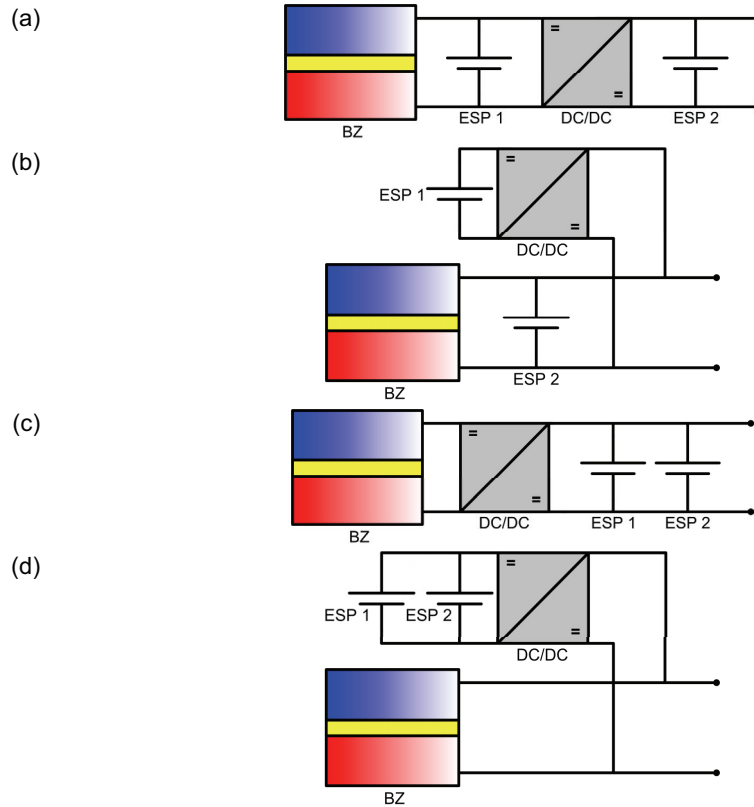 (a)
=
=
ESP 1 DC/DC ESP 2
BZ
(b)
=
ESP 1
=
DC/DC
ESP 2
BZ
(c)
=
=
DC/DC ESP 1 ESP 2
BZ
(d)
=
ESP 1 ESP 2
=
DC/DC
BZ